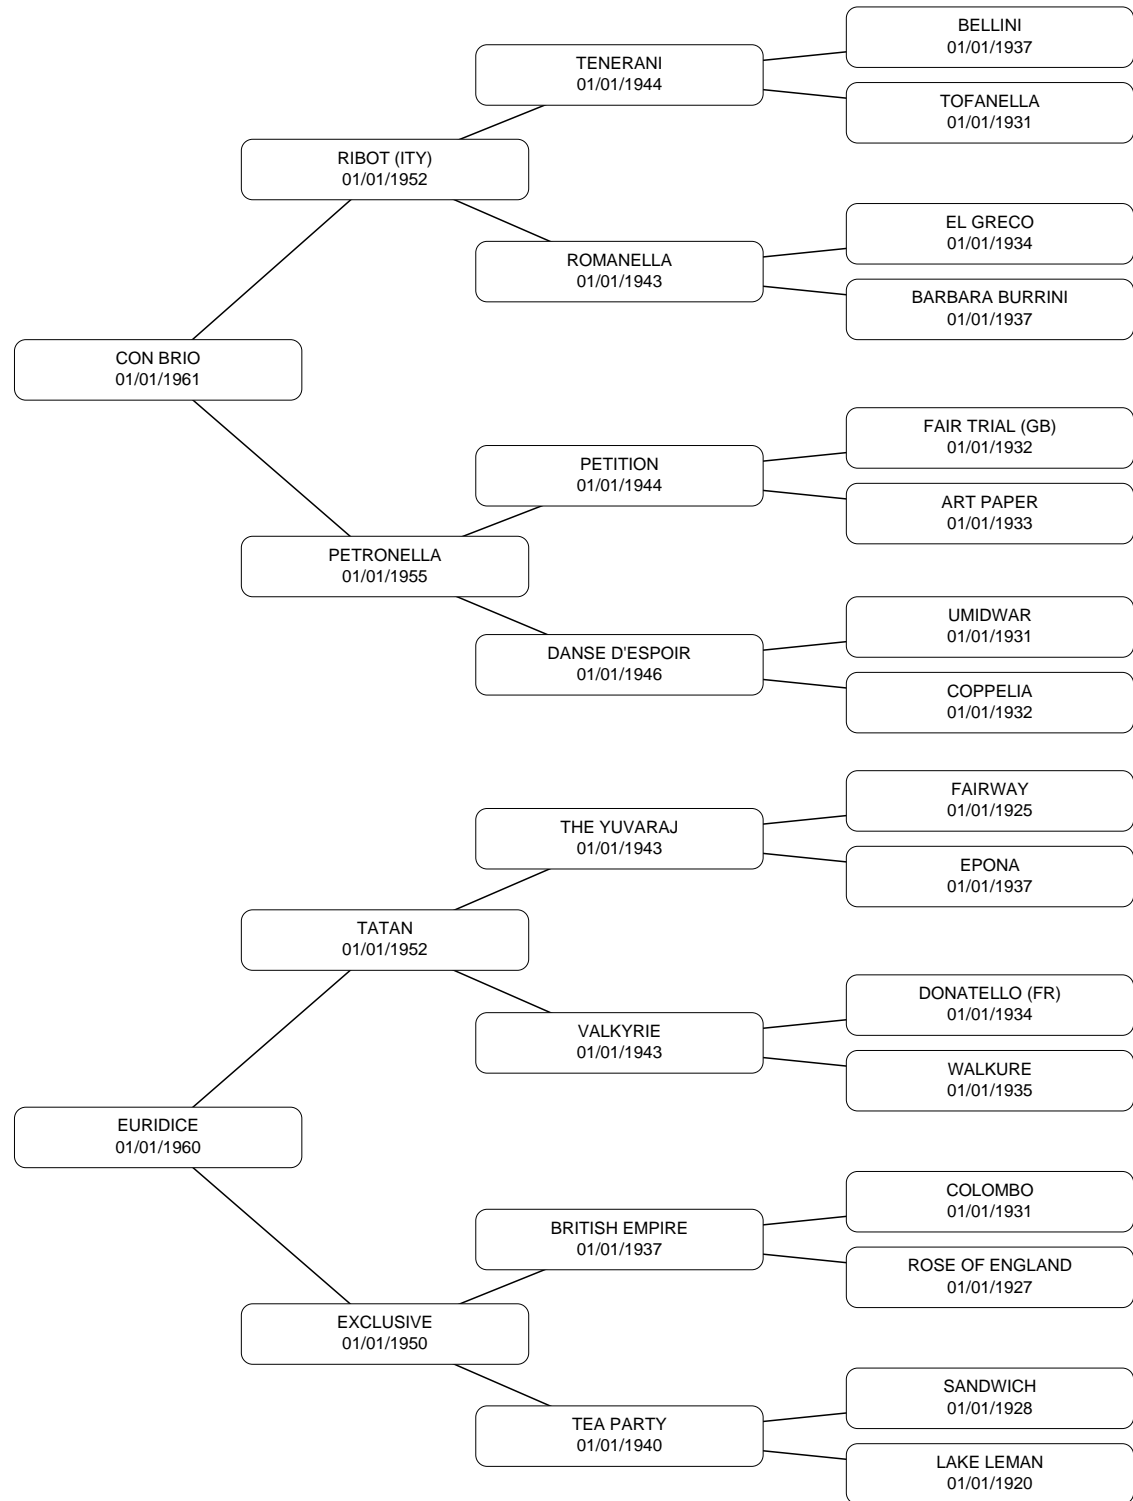 BELLINI
01/01/1937
TENERANI
01/01/1944
TOFANELLA
01/01/1931
RIBOT (ITY)
01/01/1952
EL GRECO
01/01/1934
ROMANELLA
01/01/1943
BARBARA BURRINI
01/01/1937
CON BRIO
01/01/1961
FAIR TRIAL (GB)
01/01/1932
PETITION
01/01/1944
ART PAPER
01/01/1933
PETRONELLA
01/01/1955
UMIDWAR
01/01/1931
DANSE D'ESPOIR
01/01/1946
COPPELIA
01/01/1932
FAIRWAY
01/01/1925
THE YUVARAJ
01/01/1943
EPONA
01/01/1937
TATAN
01/01/1952
DONATELLO (FR)
01/01/1934
VALKYRIE
01/01/1943
WALKURE
01/01/1935
EURIDICE
01/01/1960
COLOMBO
01/01/1931
BRITISH EMPIRE
01/01/1937
ROSE OF ENGLAND
01/01/1927
EXCLUSIVE
01/01/1950
SANDWICH
01/01/1928
TEA PARTY
01/01/1940
LAKE LEMAN
01/01/1920